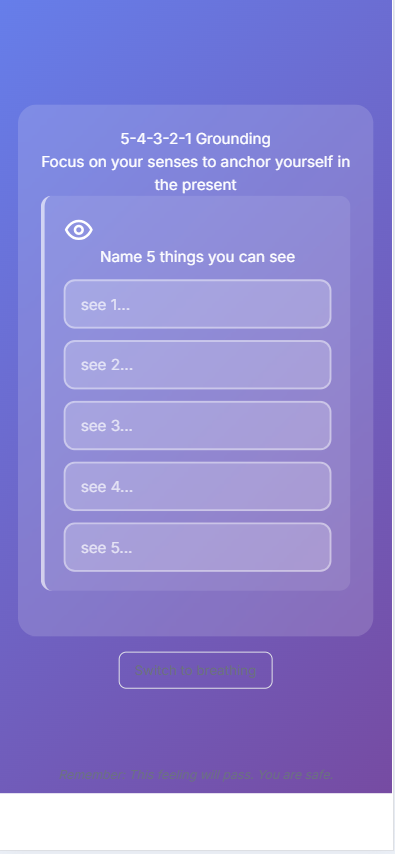 5-4-3-2-1 Grounding
Focus on your senses to anchor yourself in
the present
Name 5 things you can see
see 1...
see 2...
see 3...
see 4...
see 5...
Switch to breathing
Remember: This feeling will pass. You are safe.